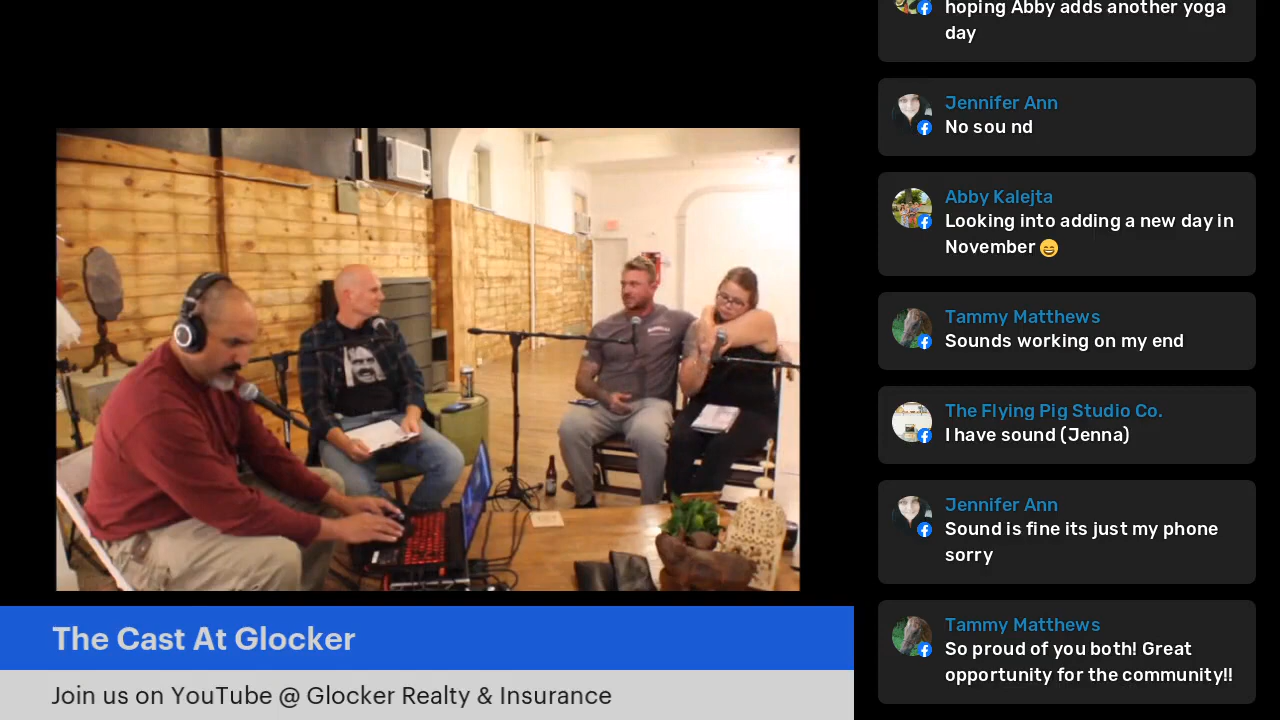 hoping Abby adds another yoga
day
Jennifer Ann
No sou nd
Abby Kalejta
Looking into adding a new day in
November 😄
Tammy Matthews
Sounds working on my end
The Flying Pig Studio Co.
I have sound (Jenna)
Jennifer Ann
Sound is fine its just my phone
sorry
Tammy Matthews
So proud of you both! Great
opportunity for the community!!
The Cast At Glocker
Join us on YouTube @ Glocker Realty & Insurance